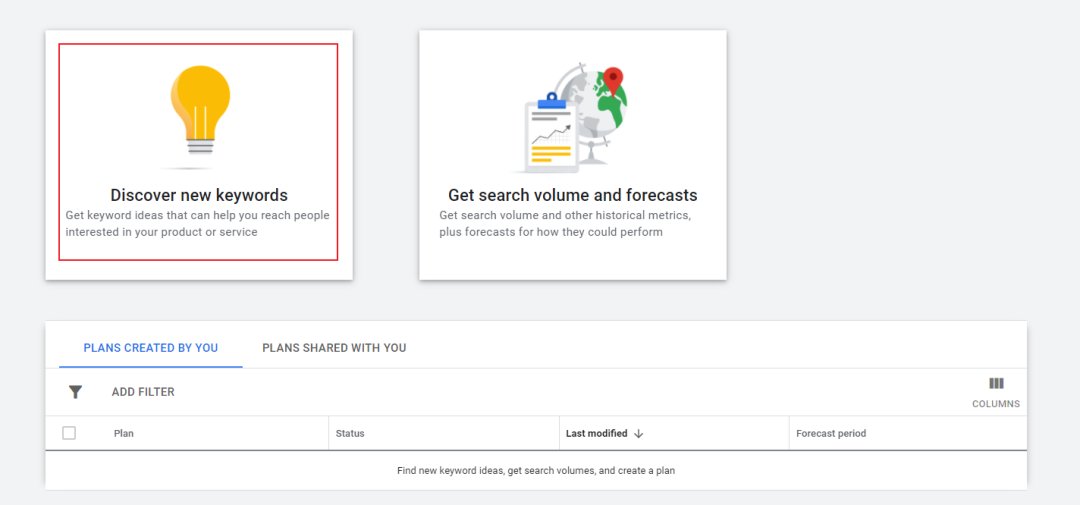 Discover new keywords
Get keyword ideas that can help you reach people
interested in your product or service
Get search volume and forecasts
Get search volume and other historical metrics,
plus forecasts for how they could perform
PLANS CREATED BY YOU
PLANS SHARED WITH YOU
ADD FILTER
COLUMNS
Plan
Status
Last modified
Forecast period
Find new keyword ideas, get search volumes, and create a plan